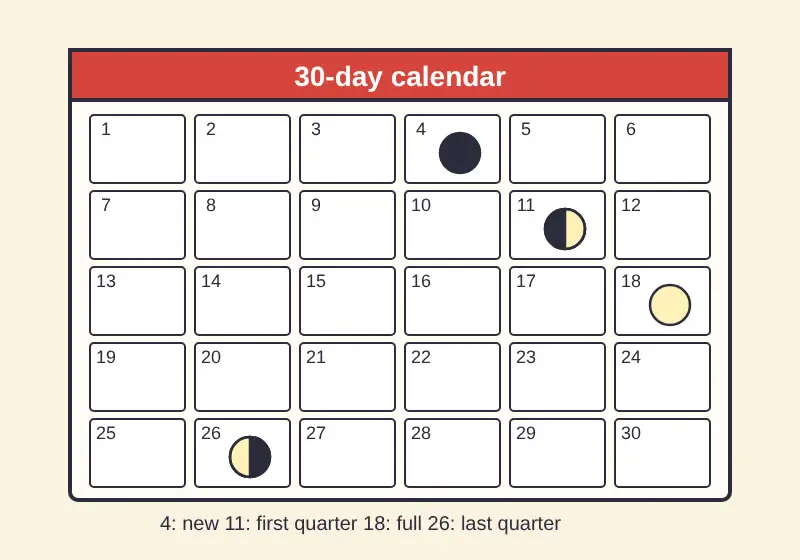 30-day calendar
1 2 3 4 5 6
7 8 9 10 11 12
13 14 15 16 17 18
19 20 21 22 23 24
25 26 27 28 29 30
4: new 11: first quarter 18: full 26: last quarter